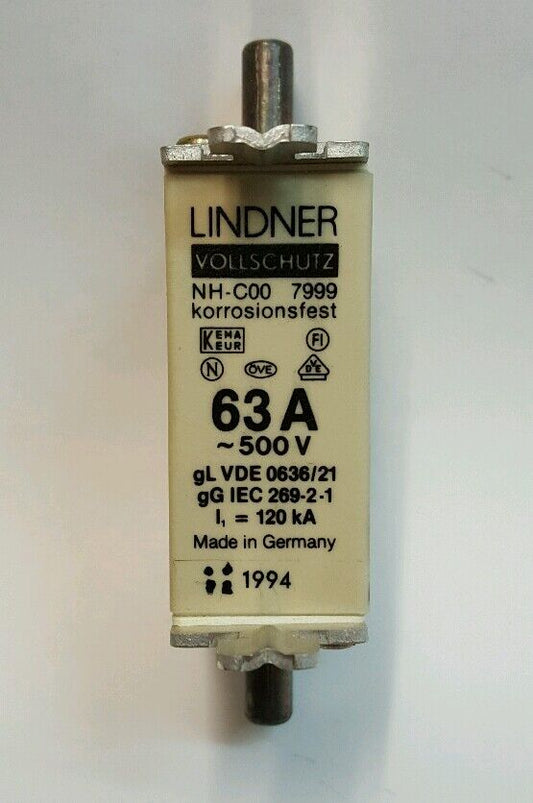 LINDNER
VOLLSCHUTZ
NH-C00 7999
korrosionsfest
KEMA KEUR FI
N ÖVE VDE
63 A
~500 V
gL VDE 0636/21
gG IEC 269-2-1
I₁ = 120 kA
Made in Germany
1994